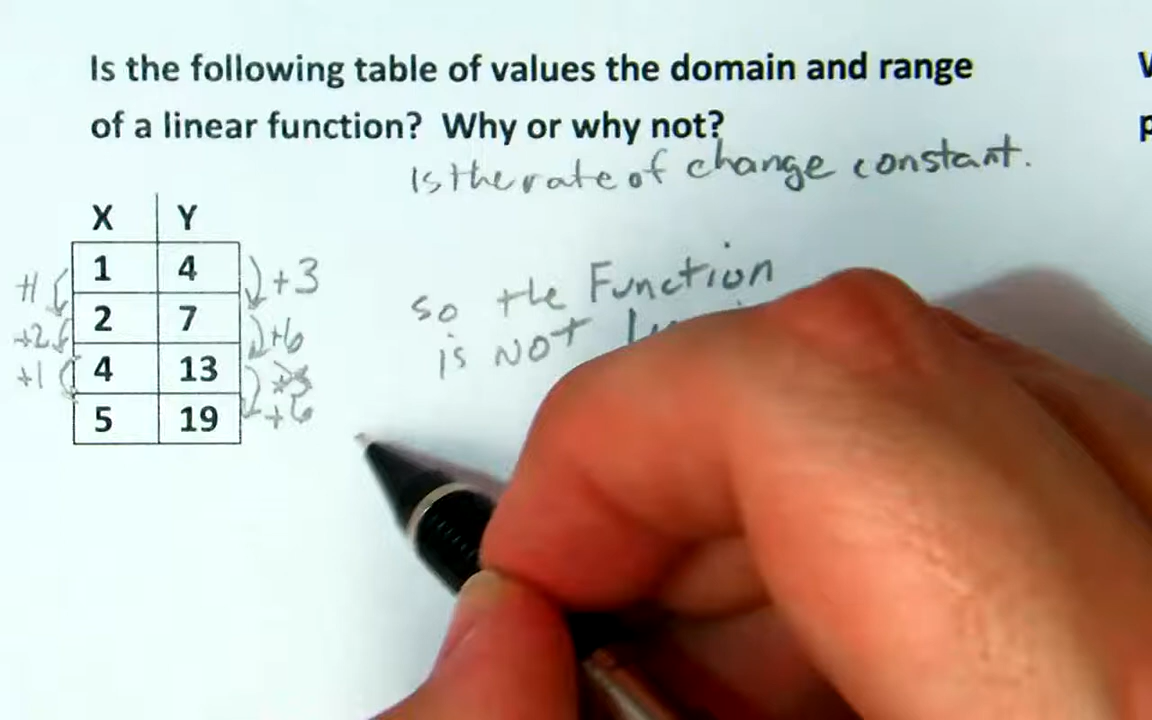 Is the following table of values the domain and range
of a linear function? Why or why not?
Is the rate of change constant.
X Y
1 4
+3
2 7
+2 +6
4 13
+1
5 19
+6
so the Function
is NOT